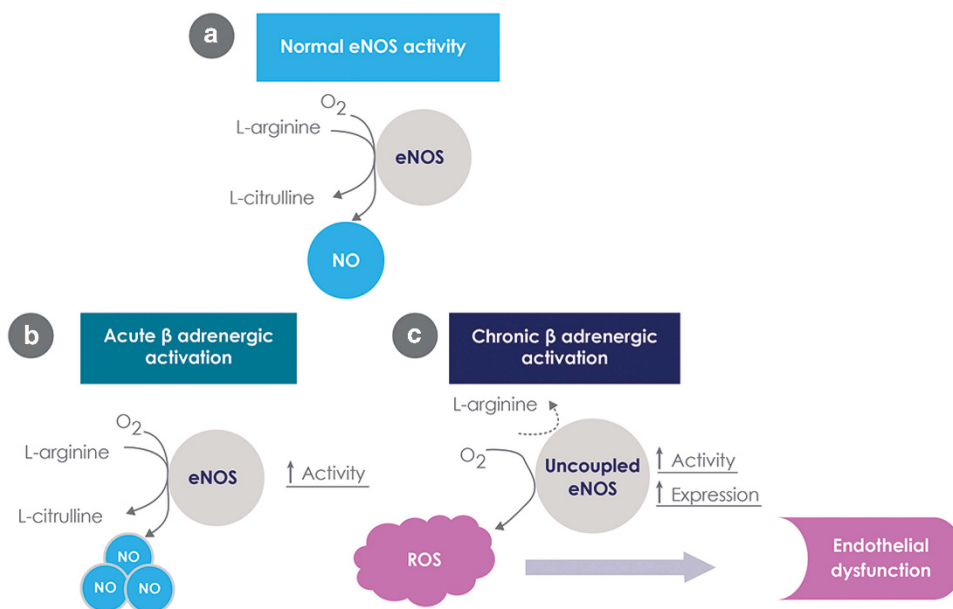 a
Normal eNOS activity
O2
L-arginine
eNOS
L-citrulline
NO
b
Acute β adrenergic
activation
O2
L-arginine
eNOS
↑ Activity
L-citrulline
NO
NO NO
c
Chronic β adrenergic
activation
L-arginine
O2
Uncoupled
eNOS
↑ Activity
↑ Expression
ROS
Endothelial
dysfunction